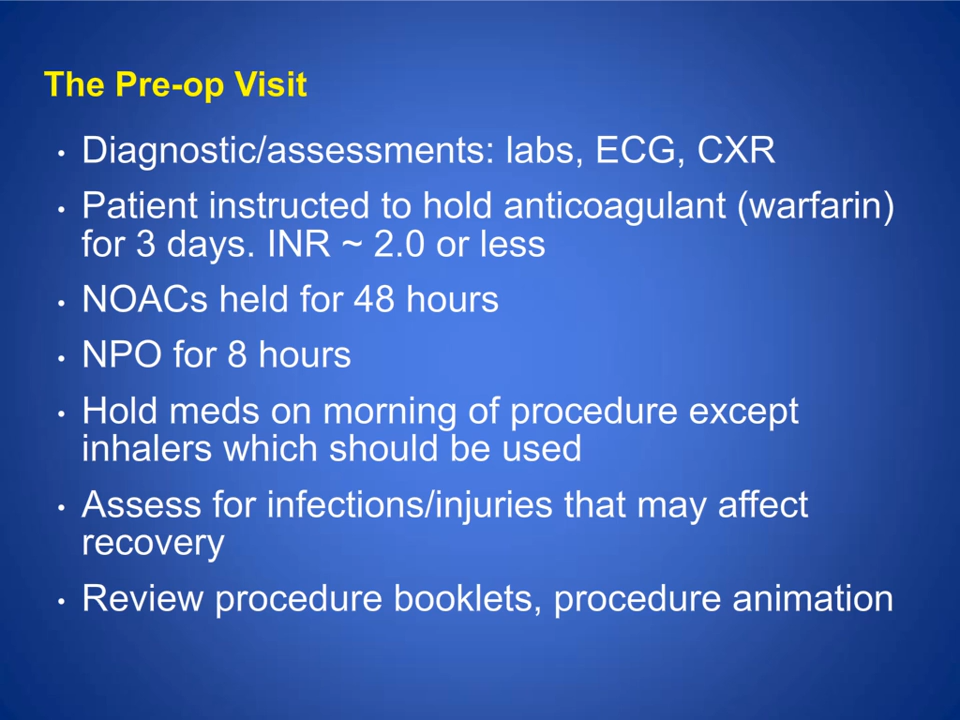 The Pre-op Visit
• Diagnostic/assessments: labs, ECG, CXR
• Patient instructed to hold anticoagulant (warfarin)
for 3 days. INR ~ 2.0 or less
• NOACs held for 48 hours
• NPO for 8 hours
• Hold meds on morning of procedure except
inhalers which should be used
• Assess for infections/injuries that may affect
recovery
• Review procedure booklets, procedure animation